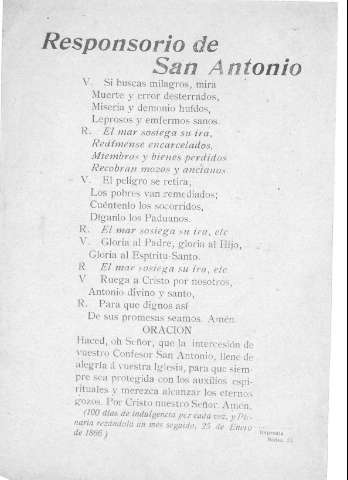 Responsorio de
San Antonio
V. Si buscas milagros, mira
Muerte y error desterrados,
Miseria y demonio huídos,
Leprosos y enfermos sanos.
R. El mar sosiega su ira,
Redímense encarcelados,
Miembros y bienes perdidos
Recobran mozos y ancianos
V. El peligro se retira,
Los pobres van remediados;
Cuéntenlo los socorridos,
Díganlo los Paduanos.
R. El mar sosiega su ira, etc
V. Gloria al Padre, gloria al Hijo,
Gloria al Espíritu Santo.
R El mar sosiega su ira, etc
V Ruega a Cristo por nosotros,
Antonio divino y santo,
R. Para que dignos así
De sus promesas seamos. Amén.
ORACION
Haced, oh Señor, que la intercesión de
vuestro Confesor San Antonio, llene de
alegría á vuestra Iglesia, para que siem-
pre sea protegida con los auxilios espi-
rituales y merezca alcanzar los eternos
gozos. Por Cristo nuestro Señor. Amén.
(100 días de indulgencia por cada vez, y Ple-
naria rezándolo un mes seguido, 25 de Enero
de 1866)
Imprenta